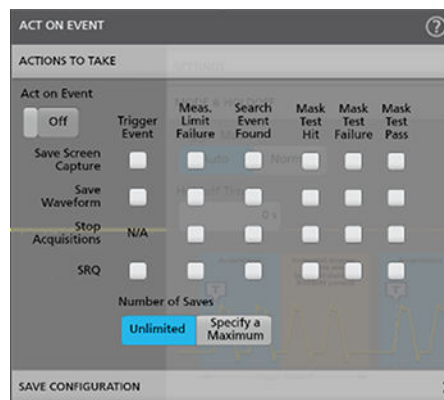 ACT ON EVENT
?
ACTIONS TO TAKE
Act on Event
Off
Trigger
Event
Meas.
Limit
Failure
Search
Event
Found
Mask
Test
Hit
Mask
Test
Failure
Mask
Test
Pass
Save Screen
Capture
Save
Waveform
Stop
Acquisitions
N/A
SRQ
Number of Saves
Unlimited
Specify a
Maximum
SAVE CONFIGURATION